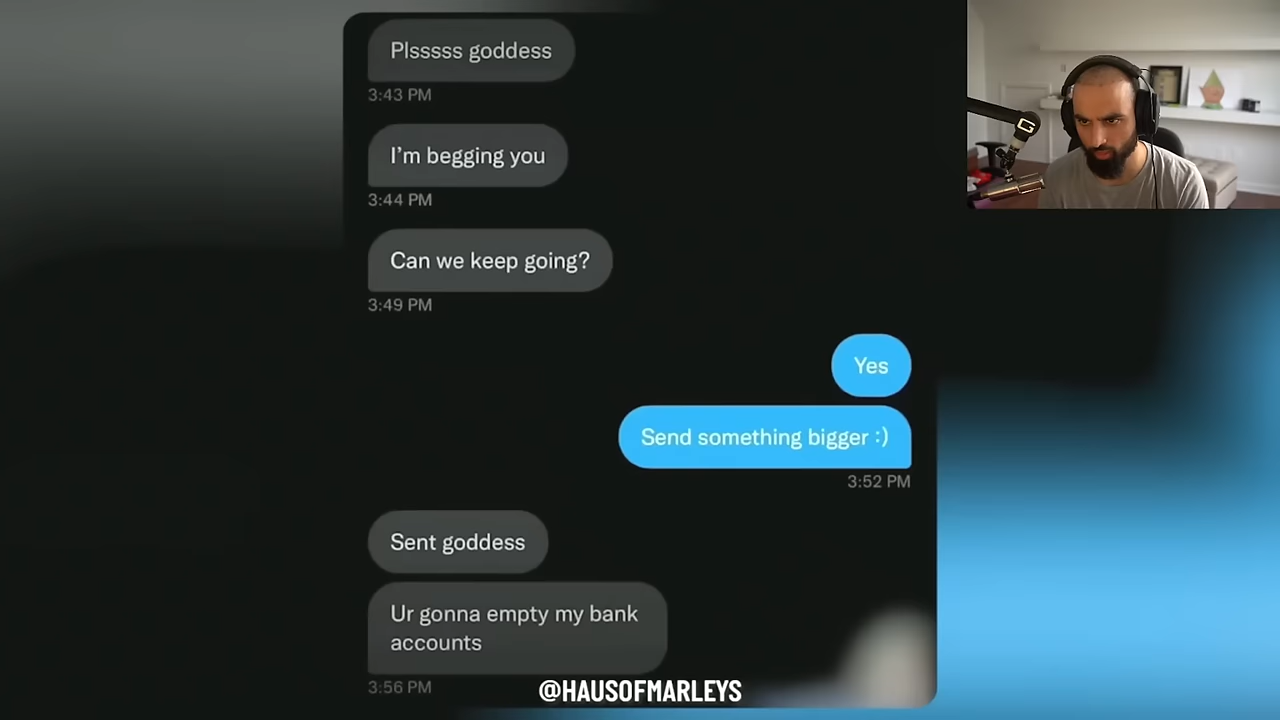 Plsssss goddess
3:43 PM
I'm begging you
3:44 PM
Can we keep going?
3:49 PM
Yes
Send something bigger :)
3:52 PM
Sent goddess
Ur gonna empty my bank
accounts
3:56 PM
@HAUSOFMARLEYS